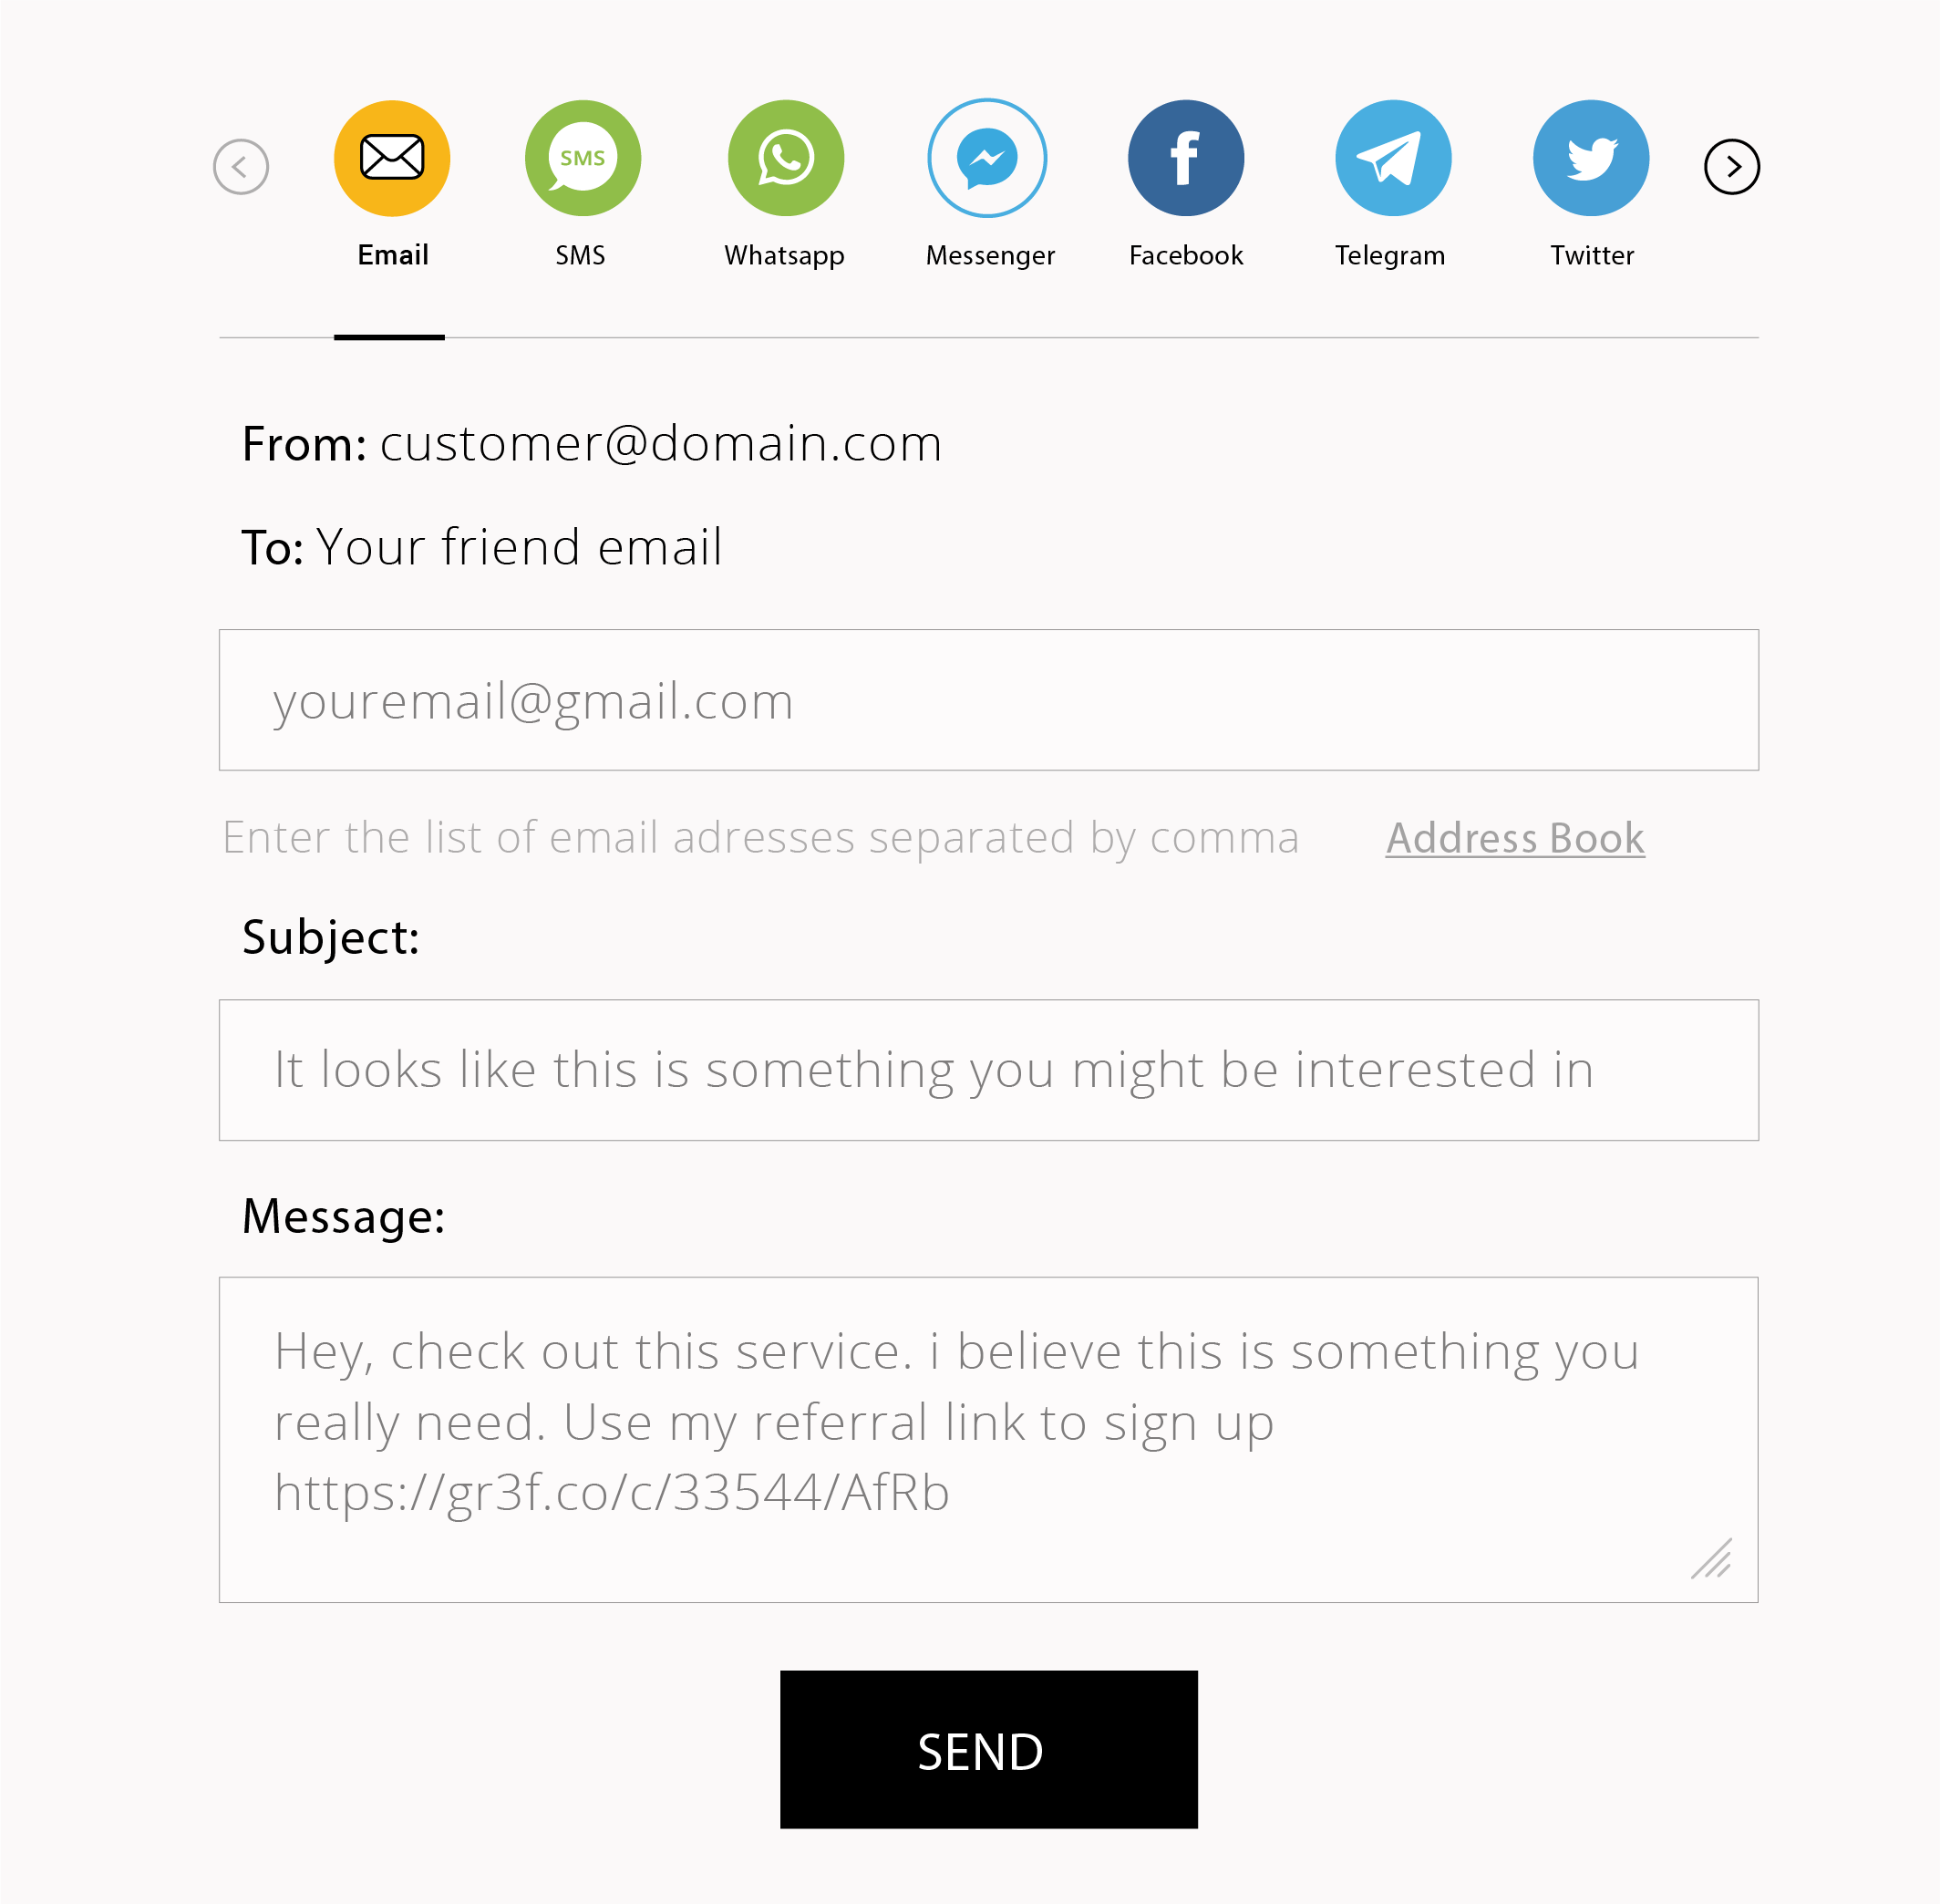 SMS
f
Email SMS Whatsapp Messenger Facebook Telegram Twitter
From: customer@domain.com
To: Your friend email
youremail@gmail.com
Enter the list of email adresses separated by comma Address Book
Subject:
It looks like this is something you might be interested in
Message:
Hey, check out this service. i believe this is something you
really need. Use my referral link to sign up
https://gr3f.co/c/33544/AfRb
SEND